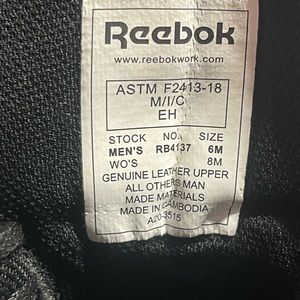 Reebok
www.reebokwork.com
ASTM F2413-18
M/I/C
EH
STOCK NO. SIZE
MEN'S RB4137 6M
WO'S 8M
GENUINE LEATHER UPPER
ALL OTHERS MAN
MADE MATERIALS
MADE IN CAMBODIA
A20-3515